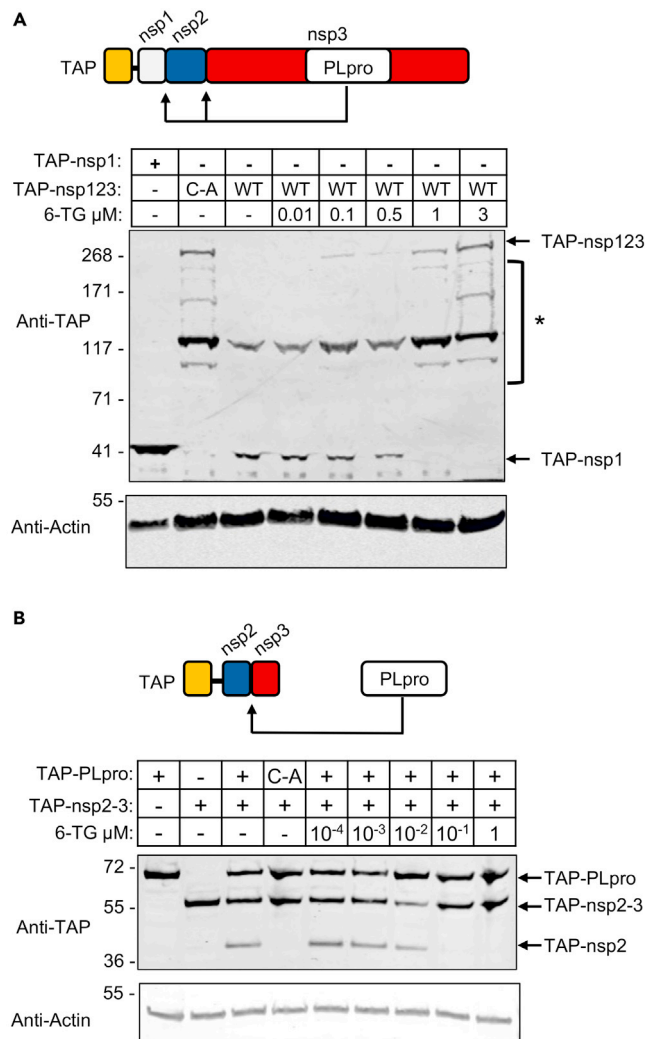 A
nsp1
nsp2
nsp3
TAP
PLpro
TAP-nsp1: + - - - - - - -
TAP-nsp123: - C-A WT WT WT WT WT WT
6-TG µM: - - - 0.01 0.1 0.5 1 3
268 -
171 -
117 -
71 -
41 -
Anti-TAP
TAP-nsp123
*
TAP-nsp1
55 -
Anti-Actin
B
nsp2
nsp3
TAP
PLpro
TAP-PLpro: + - + C-A + + + + +
TAP-nsp2-3: - + + + + + + + +
6-TG µM: - - - - 10⁻⁴ 10⁻³ 10⁻² 10⁻¹ 1
72 -
55 -
36 -
Anti-TAP
TAP-PLpro
TAP-nsp2-3
TAP-nsp2
55 -
Anti-Actin